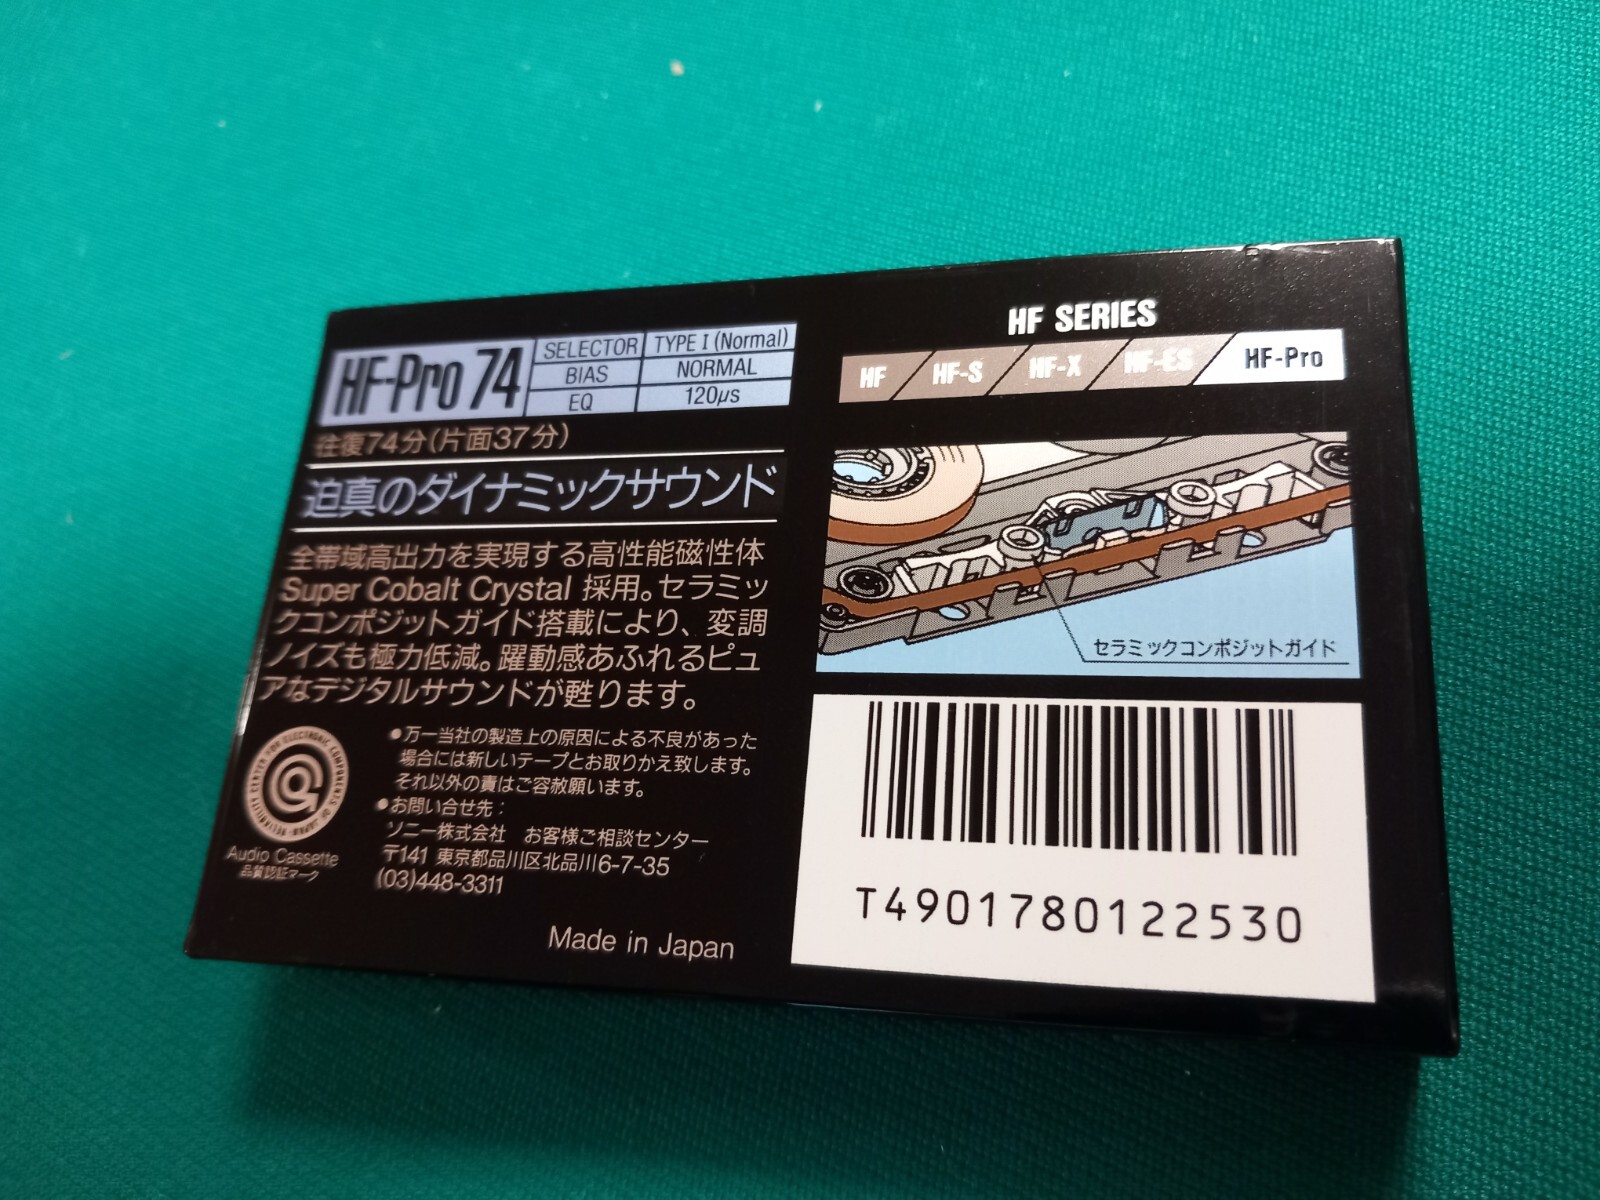 HF-Pro 74
SELECTOR TYPE I (Normal)
BIAS NORMAL
EQ 120μs
往復74分(片面37分)
迫真のダイナミックサウンド
全帯域高出力を実現する高性能磁性体
Super Cobalt Crystal 採用。セラミッ
クコンポジットガイド搭載により、変調
ノイズも極力低減。躍動感あふれるピュ
アなデジタルサウンドが甦ります。
RELIABILITY CENTER FOR ELECTRONIC COMPONENTS OF JAPAN
Audio Cassette
品質認証マーク
●万一当社の製造上の原因による不良があった
場合には新しいテープとお取りかえ致します。
それ以外の責はご容赦願います。
●お問い合せ先:
ソニー株式会社 お客様ご相談センター
〒141 東京都品川区北品川6-7-35
(03)448-3311
Made in Japan
HF SERIES
HF HF-S HF-X HF-ES HF-Pro
セラミックコンポジットガイド
T4901780122530